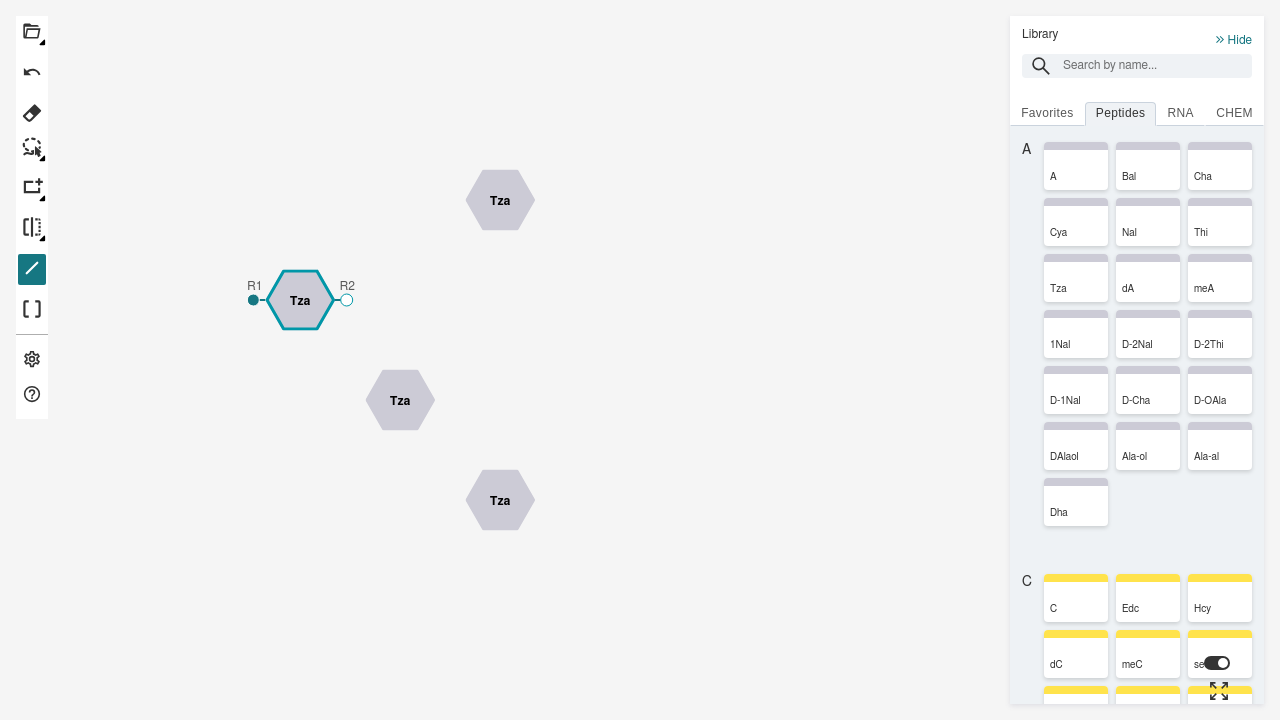 Library
Hide
Search by name...
Favorites Peptides RNA CHEM
A
A Bal Cha
Cya Nal Thi
Tza dA meA
1Nal D-2Nal D-2Thi
D-1Nal D-Cha D-OAla
DAlaol Ala-ol Ala-al
Dha
C
C Edc Hcy
dC meC
Tza
R1 R2
Tza
Tza
Tza